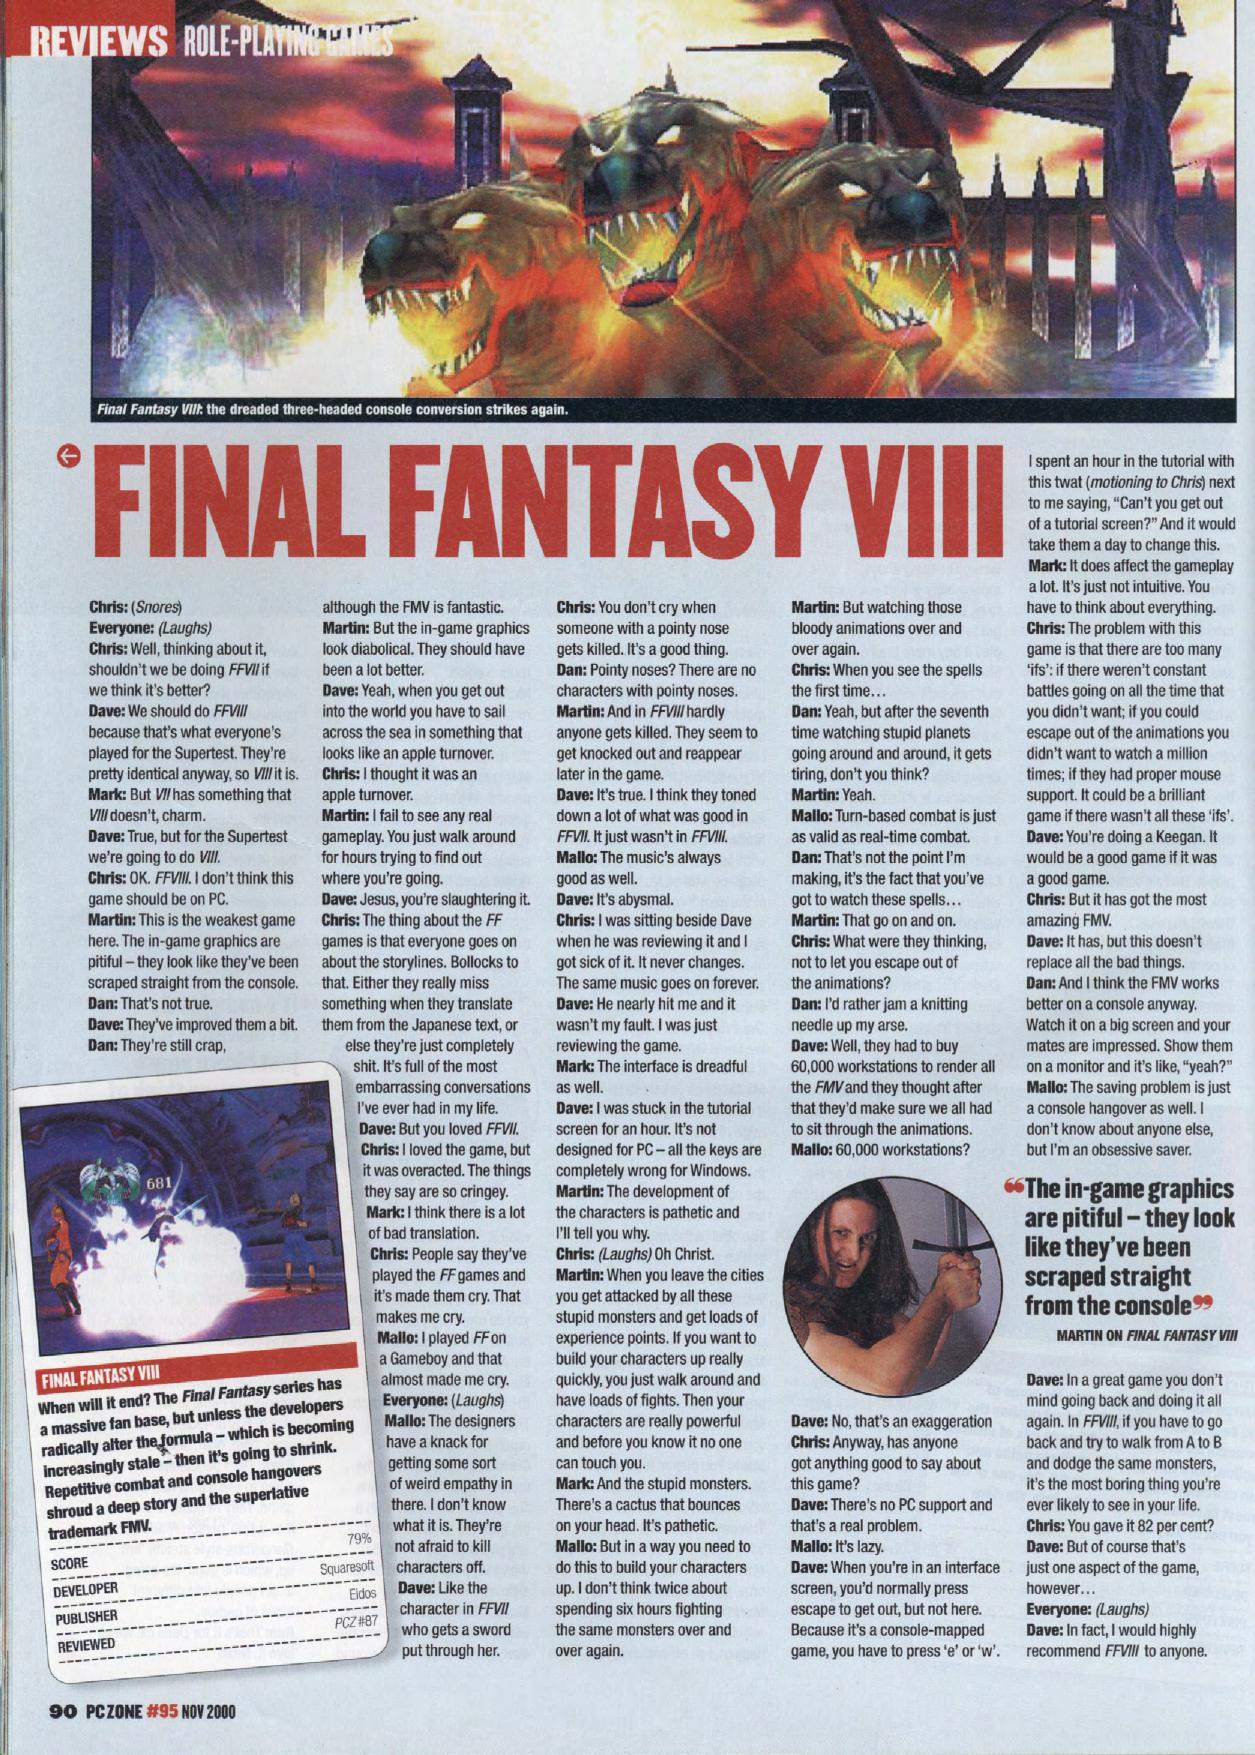 REVIEWS ROLE-PLAYING GAMES
Final Fantasy VIII: the dreaded three-headed console conversion strikes again.
FINAL FANTASY VIII
Chris: (Snores)
Everyone: (Laughs)
Chris: Well, thinking about it,
shouldn't we be doing FFVII if
we think it's better?
Dave: We should do FFVIII
because that's what everyone's
played for the Supertest. They're
pretty identical anyway, so VIII it is.
Mark: But VII has something that
VIII doesn't, charm.
Dave: True, but for the Supertest
we're going to do VIII.
Chris: OK. FFVIII. I don't think this
game should be on PC.
Martin: This is the weakest game
here. The in-game graphics are
pitiful – they look like they've been
scraped straight from the console.
Dan: That's not true.
Dave: They've improved them a bit.
Dan: They're still crap,
although the FMV is fantastic.
Martin: But the in-game graphics
look diabolical. They should have
been a lot better.
Dave: Yeah, when you get out
into the world you have to sail
across the sea in something that
looks like an apple turnover.
Chris: I thought it was an
apple turnover.
Martin: I fail to see any real
gameplay. You just walk around
for hours trying to find out
where you're going.
Dave: Jesus, you're slaughtering it.
Chris: The thing about the FF
games is that everyone goes on
about the storylines. Bollocks to
that. Either they really miss
something when they translate
them from the Japanese text, or
else they're just completely
shit. It's full of the most
embarrassing conversations
I've ever had in my life.
Dave: But you loved FFVII.
Chris: I loved the game, but
it was overacted. The things
they say are so cringey.
Mark: I think there is a lot
of bad translation.
Chris: People say they've
played the FF games and
it's made them cry. That
makes me cry.
Mallo: I played FF on
a Gameboy and that
almost made me cry.
Everyone: (Laughs)
Mallo: The designers
have a knack for
getting some sort
of weird empathy in
there. I don't know
what it is. They're
not afraid to kill
characters off.
Dave: Like the
character in FFVII
who gets a sword
put through her.
Chris: You don't cry when
someone with a pointy nose
gets killed. It's a good thing.
Dan: Pointy noses? There are no
characters with pointy noses.
Martin: And in FFVIII hardly
anyone gets killed. They seem to
get knocked out and reappear
later in the game.
Dave: It's true. I think they toned
down a lot of what was good in
FFVII. It just wasn't in FFVIII.
Mallo: The music's always
good as well.
Dave: It's abysmal.
Chris: I was sitting beside Dave
when he was reviewing it and I
got sick of it. It never changes.
The same music goes on forever.
Dave: He nearly hit me and it
wasn't my fault. I was just
reviewing the game.
Mark: The interface is dreadful
as well.
Dave: I was stuck in the tutorial
screen for an hour. It's not
designed for PC – all the keys are
completely wrong for Windows.
Martin: The development of
the characters is pathetic and
I'll tell you why.
Chris: (Laughs) Oh Christ.
Martin: When you leave the cities
you get attacked by all these
stupid monsters and get loads of
experience points. If you want to
build your characters up really
quickly, you just walk around and
have loads of fights. Then your
characters are really powerful
and before you know it no one
can touch you.
Mark: And the stupid monsters.
There's a cactus that bounces
on your head. It's pathetic.
Mallo: But in a way you need to
do this to build your characters
up. I don't think twice about
spending six hours fighting
the same monsters over and
over again.
Martin: But watching those
bloody animations over and
over again.
Chris: When you see the spells
the first time...
Dan: Yeah, but after the seventh
time watching stupid planets
going around and around, it gets
tiring, don't you think?
Martin: Yeah.
Mallo: Turn-based combat is just
as valid as real-time combat.
Dan: That's not the point I'm
making, it's the fact that you've
got to watch these spells...
Martin: That go on and on.
Chris: What were they thinking,
not to let you escape out of
the animations?
Dan: I'd rather jam a knitting
needle up my arse.
Dave: Well, they had to buy
60,000 workstations to render all
the FMV and they thought after
that they'd make sure we all had
to sit through the animations.
Mallo: 60,000 workstations?
Dave: No, that's an exaggeration
Chris: Anyway, has anyone
got anything good to say about
this game?
Dave: There's no PC support and
that's a real problem.
Mallo: It's lazy.
Dave: When you're in an interface
screen, you'd normally press
escape to get out, but not here.
Because it's a console-mapped
game, you have to press 'e' or 'w'.
I spent an hour in the tutorial with
this twat (motioning to Chris) next
to me saying, "Can't you get out
of a tutorial screen?" And it would
take them a day to change this.
Mark: It does affect the gameplay
a lot. It's just not intuitive. You
have to think about everything.
Chris: The problem with this
game is that there are too many
'ifs': if there weren't constant
battles going on all the time that
you didn't want; if you could
escape out of the animations you
didn't want to watch a million
times; if they had proper mouse
support. It could be a brilliant
game if there wasn't all these 'ifs'.
Dave: You're doing a Keegan. It
would be a good game if it was
a good game.
Chris: But it has got the most
amazing FMV.
Dave: It has, but this doesn't
replace all the bad things.
Dan: And I think the FMV works
better on a console anyway.
Watch it on a big screen and your
mates are impressed. Show them
on a monitor and it's like, "yeah?"
Mallo: The saving problem is just
a console hangover as well. I
don't know about anyone else,
but I'm an obsessive saver.
“The in-game graphics
are pitiful – they look
like they've been
scraped straight
from the console”
MARTIN ON FINAL FANTASY VIII
Dave: In a great game you don't
mind going back and doing it all
again. In FFVIII, if you have to go
back and try to walk from A to B
and dodge the same monsters,
it's the most boring thing you're
ever likely to see in your life.
Chris: You gave it 82 per cent?
Dave: But of course that's
just one aspect of the game,
however...
Everyone: (Laughs)
Dave: In fact, I would highly
recommend FFVIII to anyone.
681
FINAL FANTASY VIII
When will it end? The Final Fantasy series has
a massive fan base, but unless the developers
radically alter the formula – which is becoming
increasingly stale – then it's going to shrink.
Repetitive combat and console hangovers
shroud a deep story and the superlative
trademark FMV.
SCORE 79%
DEVELOPER Squaresoft
PUBLISHER Eidos
REVIEWED PCZ #87
90 PCZONE #95 NOV 2000